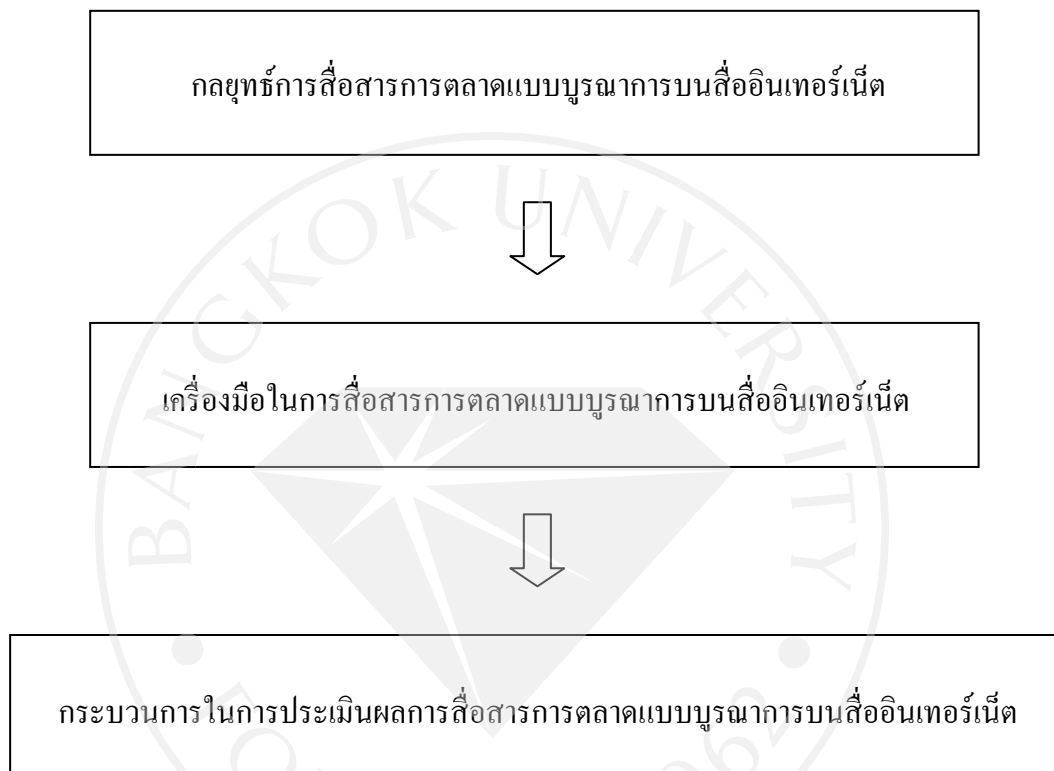 กลยุทธ์การสื่อสารการตลาดแบบบูรณาการบนสื่ออินเทอร์เน็ต
BANGKOK UNIVERSITY
เครื่องมือในการสื่อสารการตลาดแบบบูรณาการบนสื่ออินเทอร์เน็ต
กระบวนการในการประเมินผลการสื่อสารการตลาดแบบบูรณาการบนสื่ออินเทอร์เน็ต